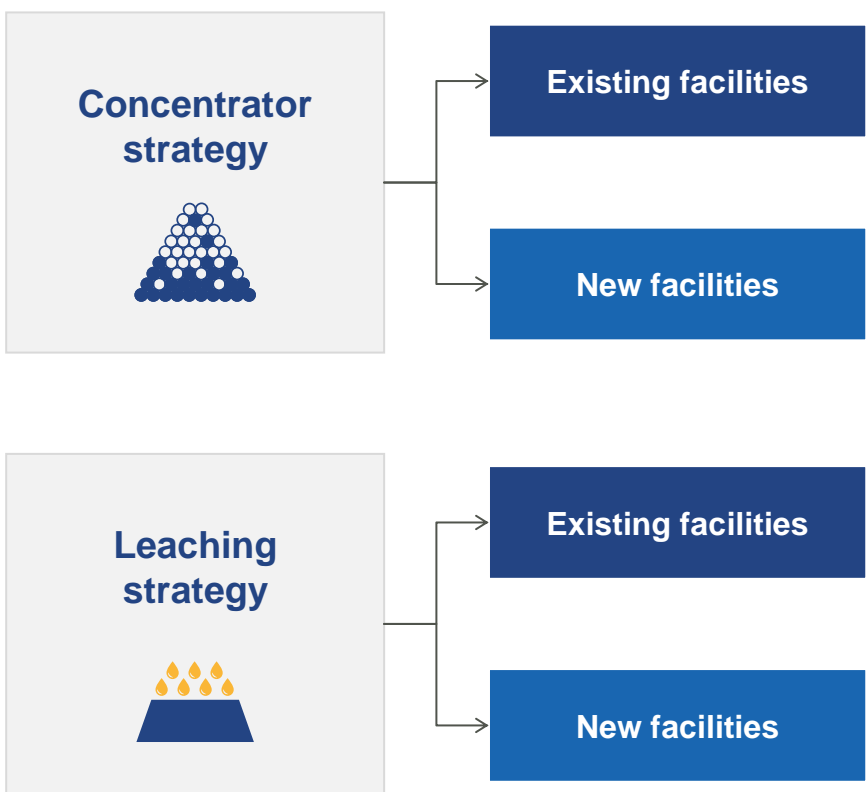 Concentrator
strategy
Existing facilities
New facilities
Leaching
strategy
Existing facilities
New facilities